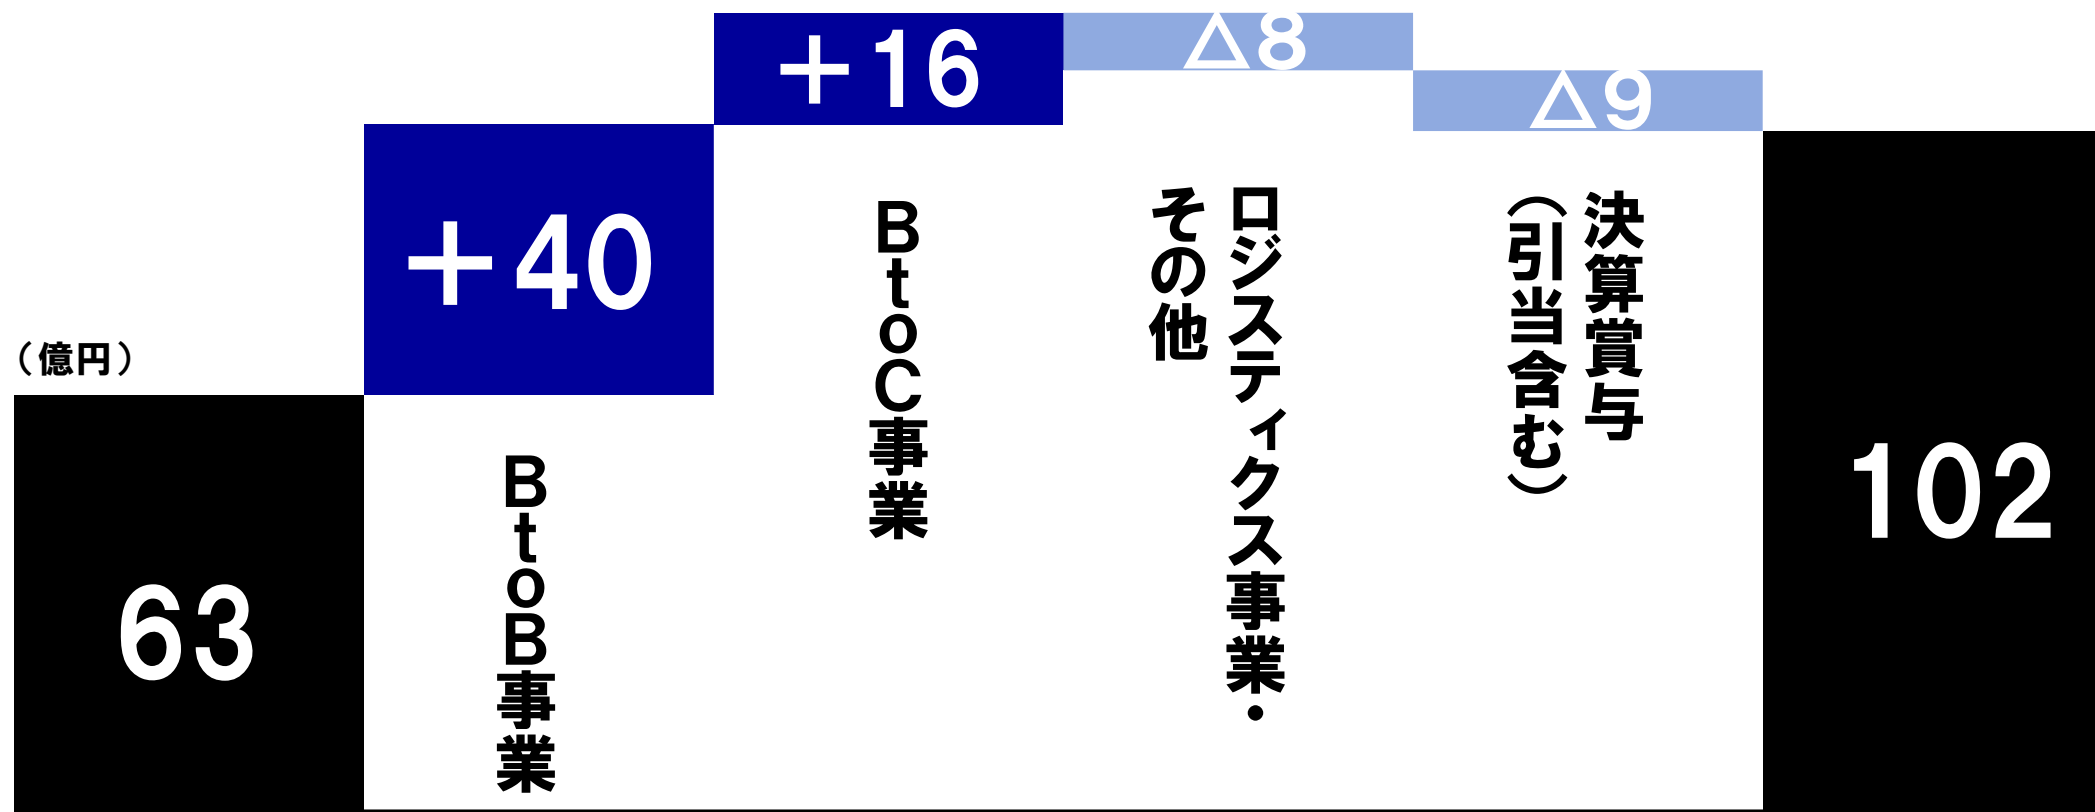 （億円）
63
＋40
BtoB事業
＋16
BtoC事業
△8
ロジスティクス事業・
その他
△9
決算賞与
（引当含む）
102